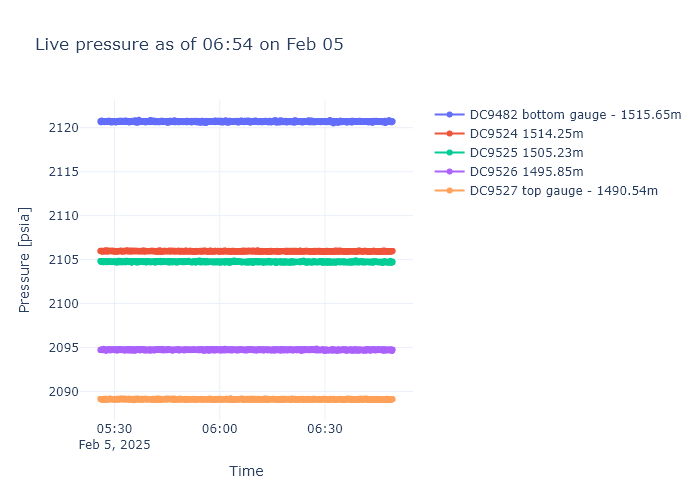 Live pressure as of 06:54 on Feb 05
DC9482 bottom gauge - 1515.65m
DC9524 1514.25m
DC9525 1505.23m
DC9526 1495.85m
DC9527 top gauge - 1490.54m
Pressure [psia]
2120
2115
2110
2105
2100
2095
2090
05:30
06:00
06:30
Feb 5, 2025
Time